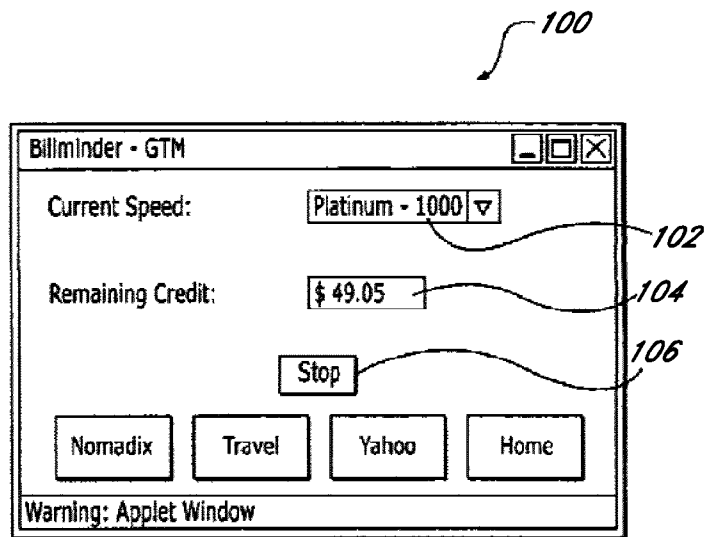 100
Billminder - GTM
Current Speed: Platinum - 1000
102
Remaining Credit: $ 49.05
104
106
Stop
Nomadix Travel Yahoo Home
Warning: Applet Window